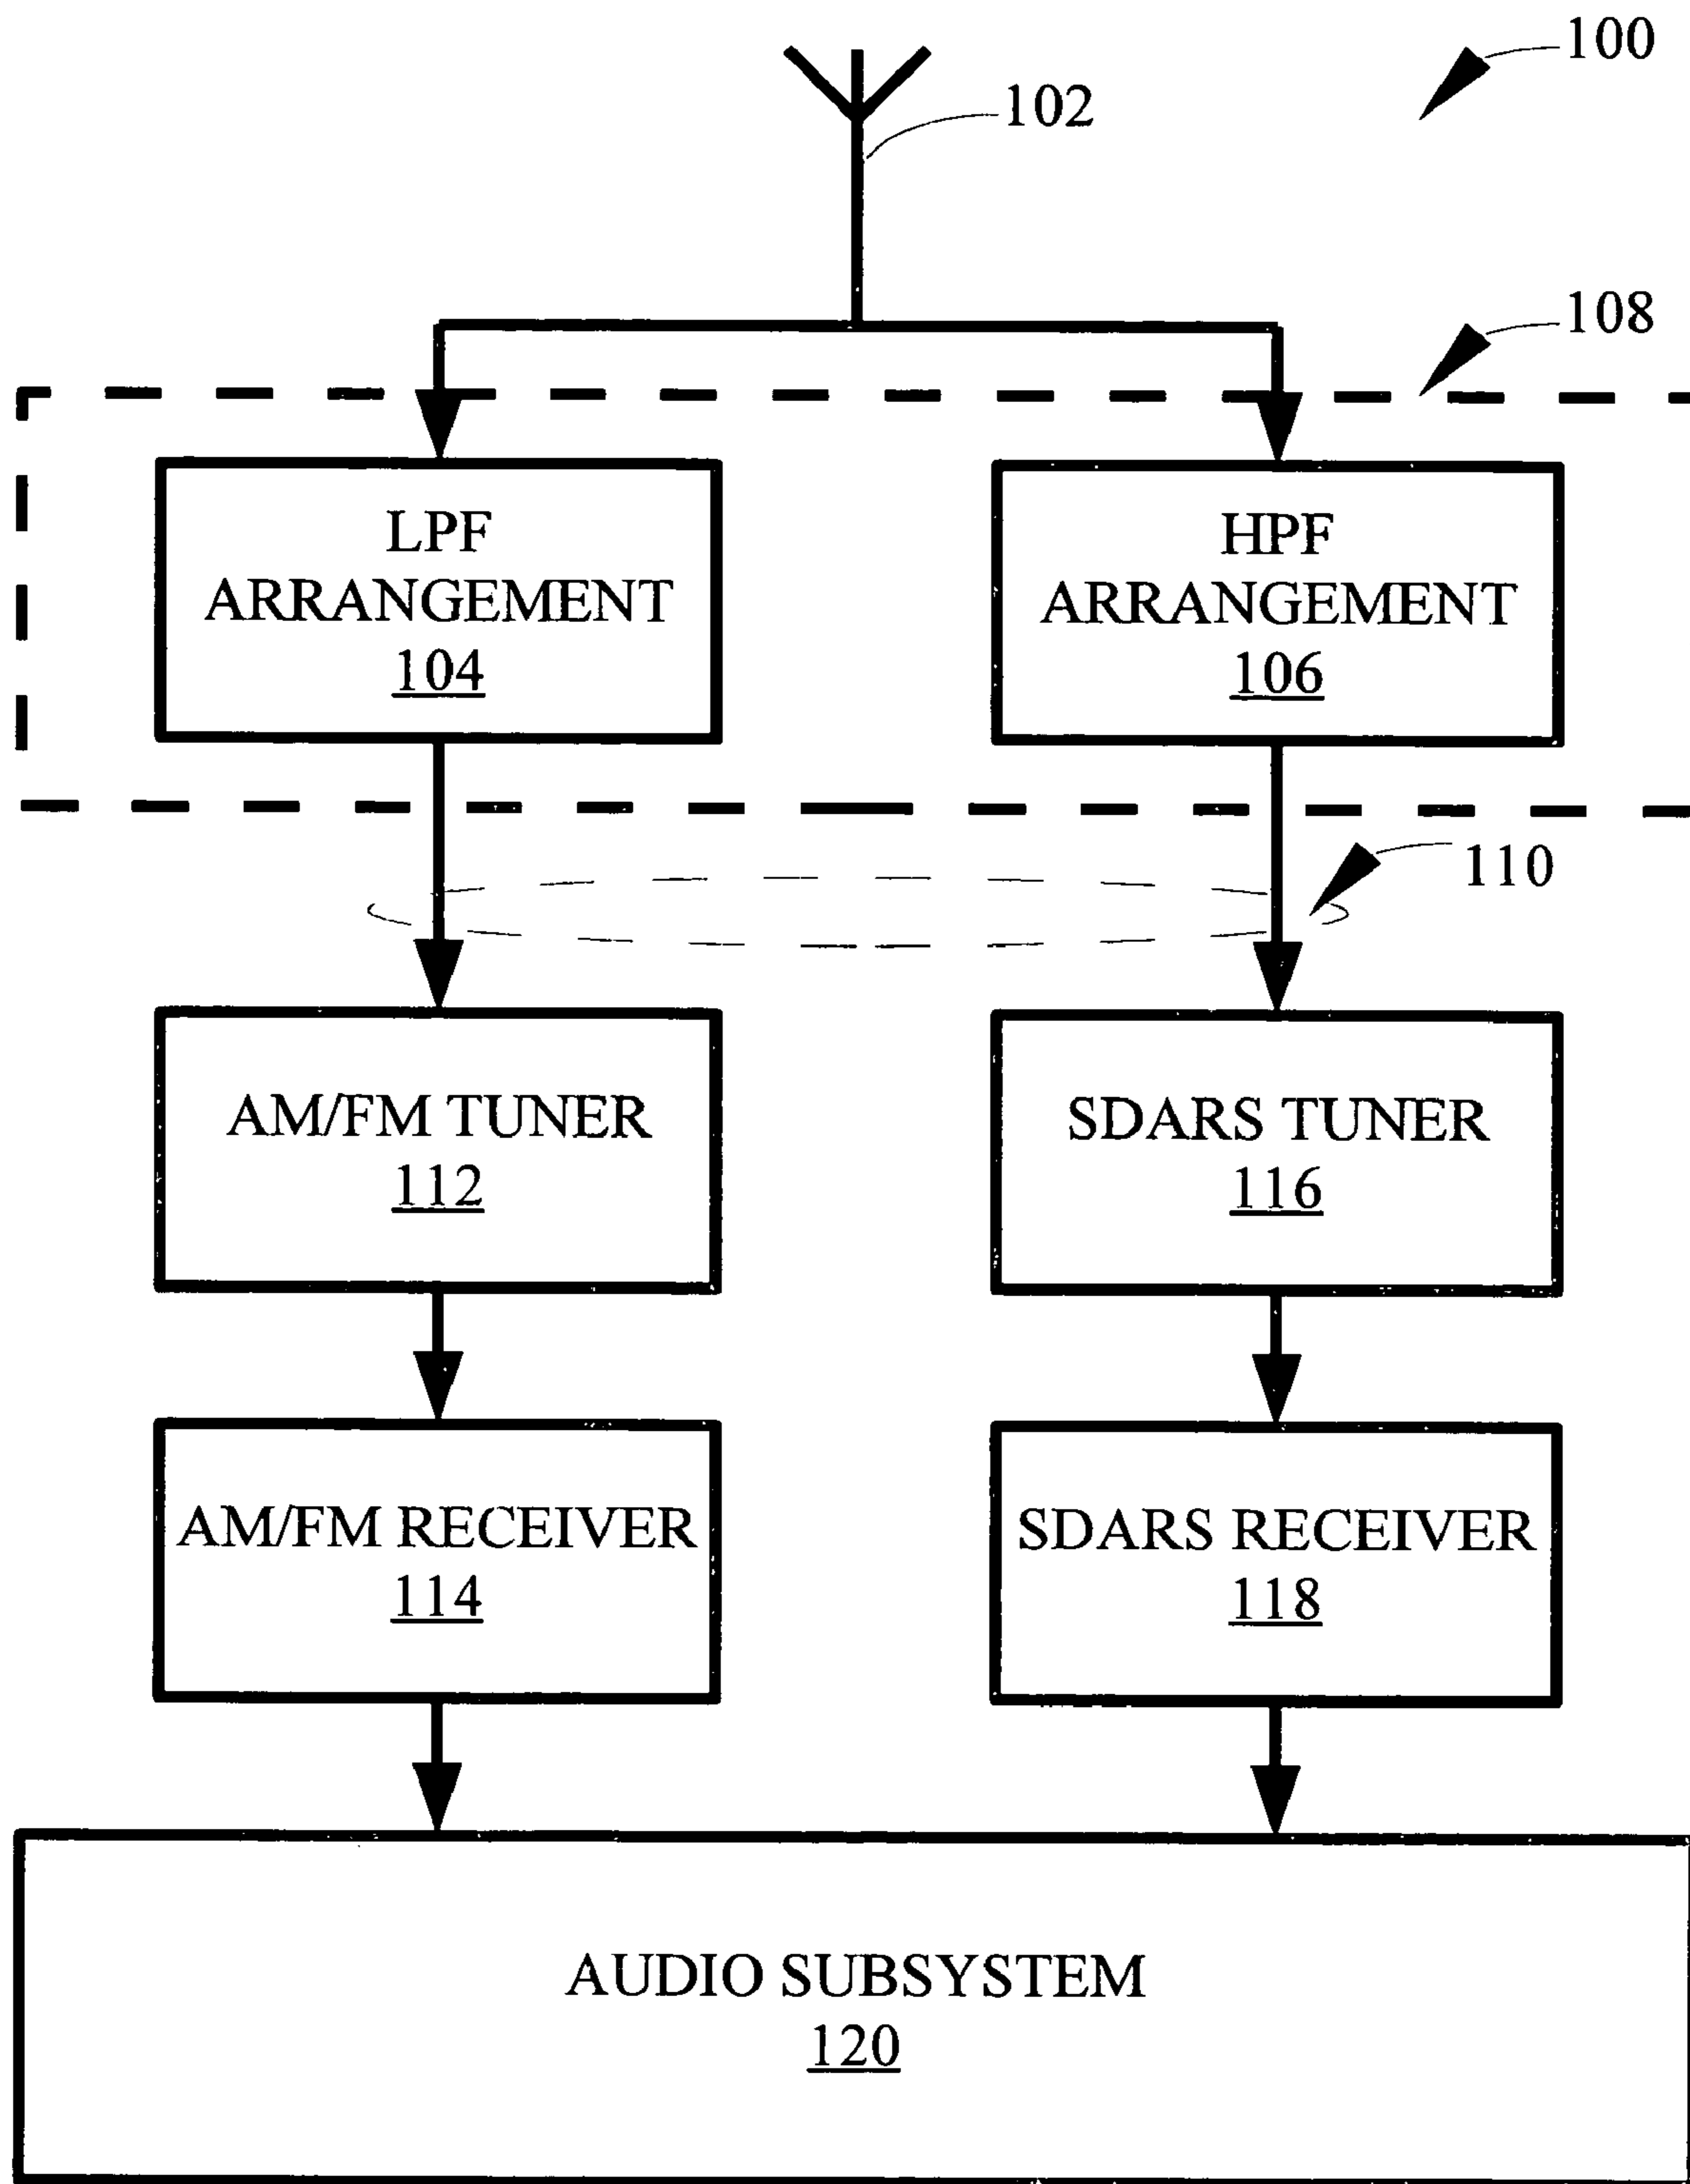 100
102
108
LPF
ARRANGEMENT
104
HPF
ARRANGEMENT
106
110
AM/FM TUNER
112
SDARS TUNER
116
AM/FM RECEIVER
114
SDARS RECEIVER
118
AUDIO SUBSYSTEM
120